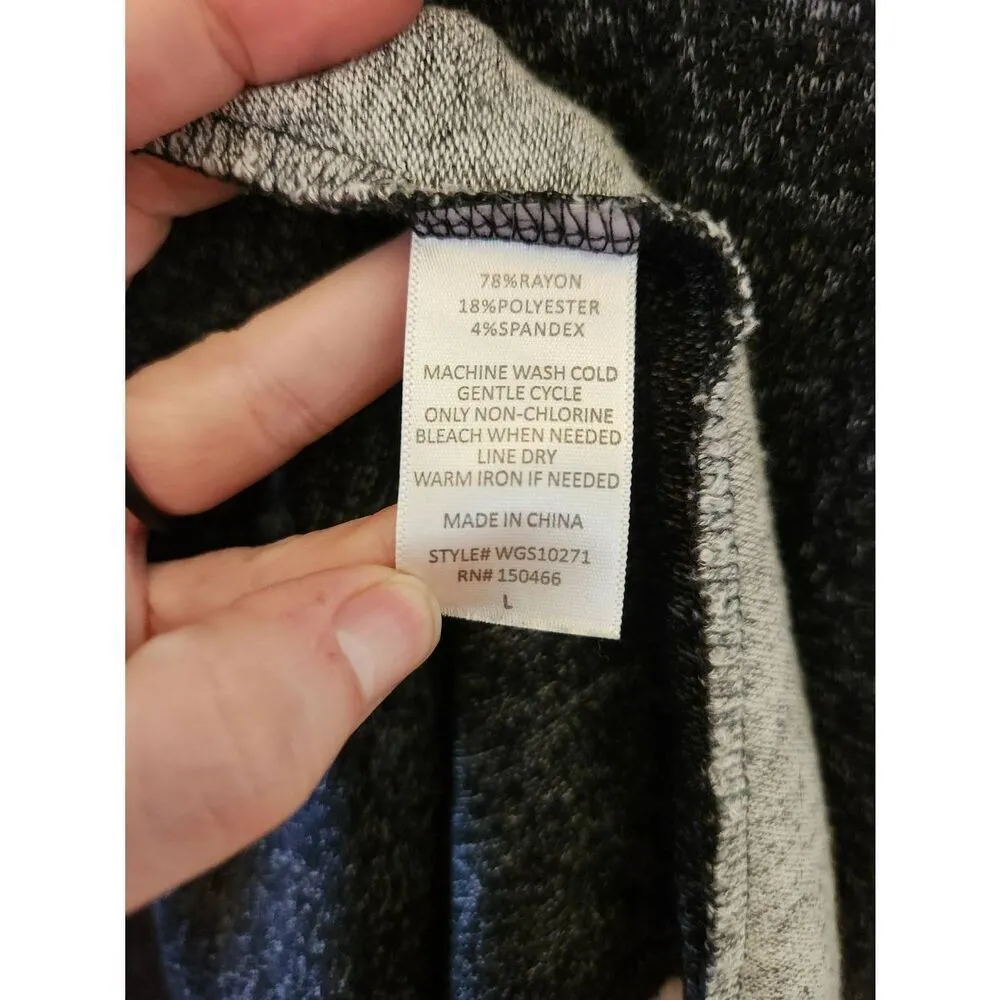 78%RAYON
18%POLYESTER
4%SPANDEX
MACHINE WASH COLD
GENTLE CYCLE
ONLY NON-CHLORINE
BLEACH WHEN NEEDED
LINE DRY
WARM IRON IF NEEDED
MADE IN CHINA
STYLE# WGS10271
RN# 150466
L